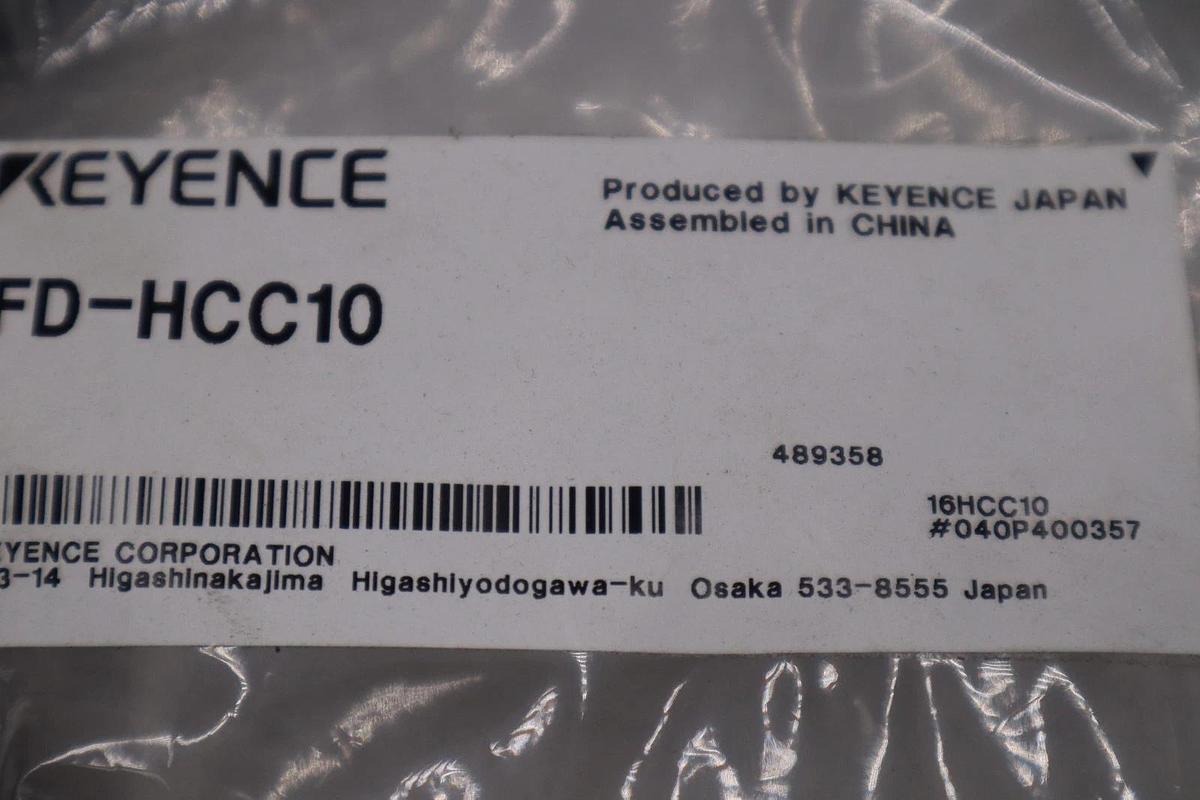 KEYENCE
Produced by KEYENCE JAPAN
Assembled in CHINA
FD-HCC10
489358
16HCC10
#040P400357
KEYENCE CORPORATION
3-14 Higashinakajima Higashiyodogawa-ku Osaka 533-8555 Japan